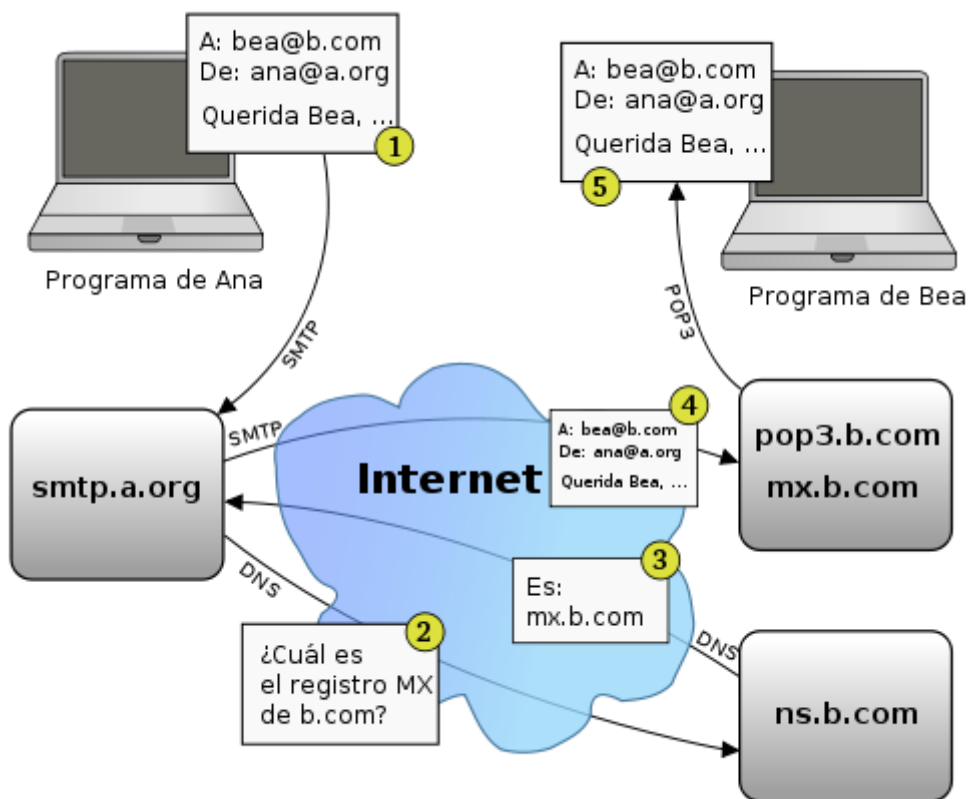 A: bea@b.com
De: ana@a.org
Querida Bea, ...
1
Programa de Ana
A: bea@b.com
De: ana@a.org
Querida Bea, ...
5
Programa de Bea
SMTP
POP3
smtp.a.org
SMTP
Internet
A: bea@b.com
De: ana@a.org
Querida Bea, ...
4
pop3.b.com
mx.b.com
DNS
Es:
mx.b.com
3
DNS
¿Cuál es
el registro MX
de b.com?
2
ns.b.com